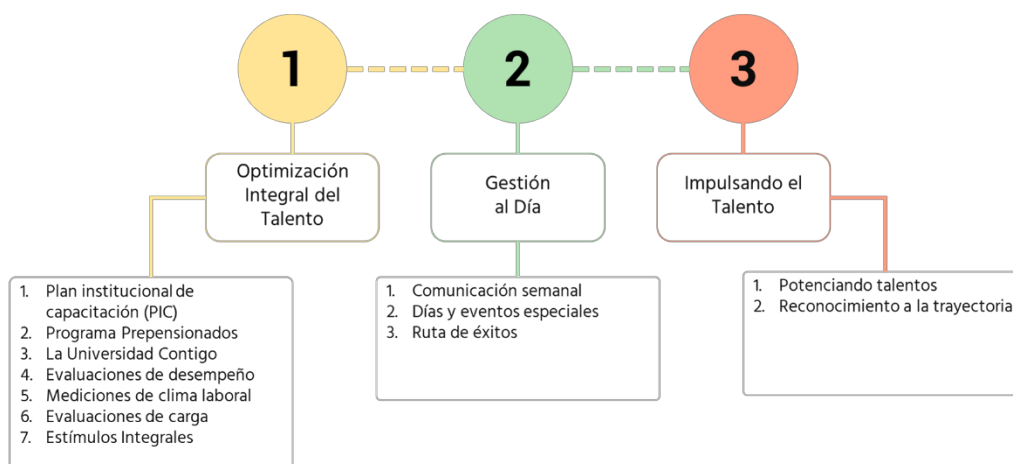 1
2
3
Optimización
Integral del
Talento
Gestión
al Día
Impulsando el
Talento
1. Plan institucional de
capacitación (PIC)
2. Programa Prepensionados
3. La Universidad Contigo
4. Evaluaciones de desempeño
5. Mediciones de clima laboral
6. Evaluaciones de carga
7. Estímulos Integrales
1. Comunicación semanal
2. Días y eventos especiales
3. Ruta de éxitos
1. Potenciando talentos
2. Reconocimiento a la trayectoria